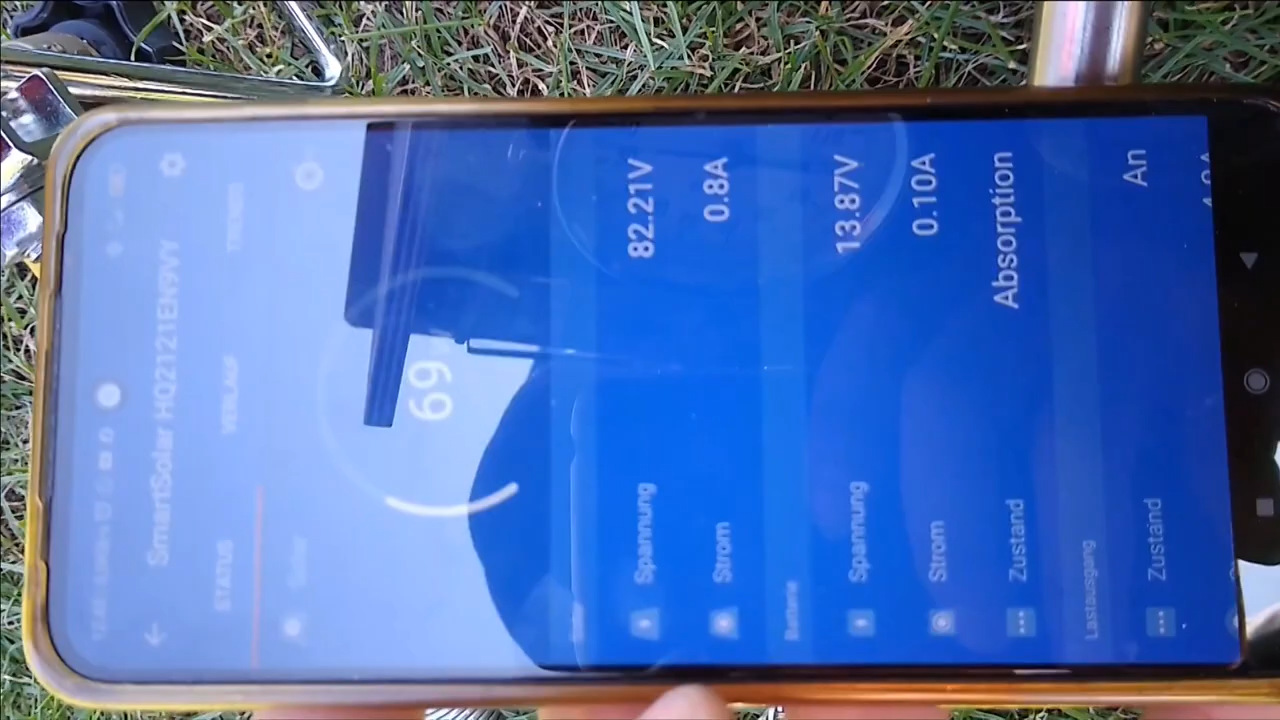 SmartSolar HQ2121EN9VY
STATUS VERLAUF TRENDS
Solar
69
Spannung 82.21V
Strom 0.8A
Batterie
Spannung 13.87V
Strom 0.10A
Zustand Absorption
Lastausgang
Zustand An